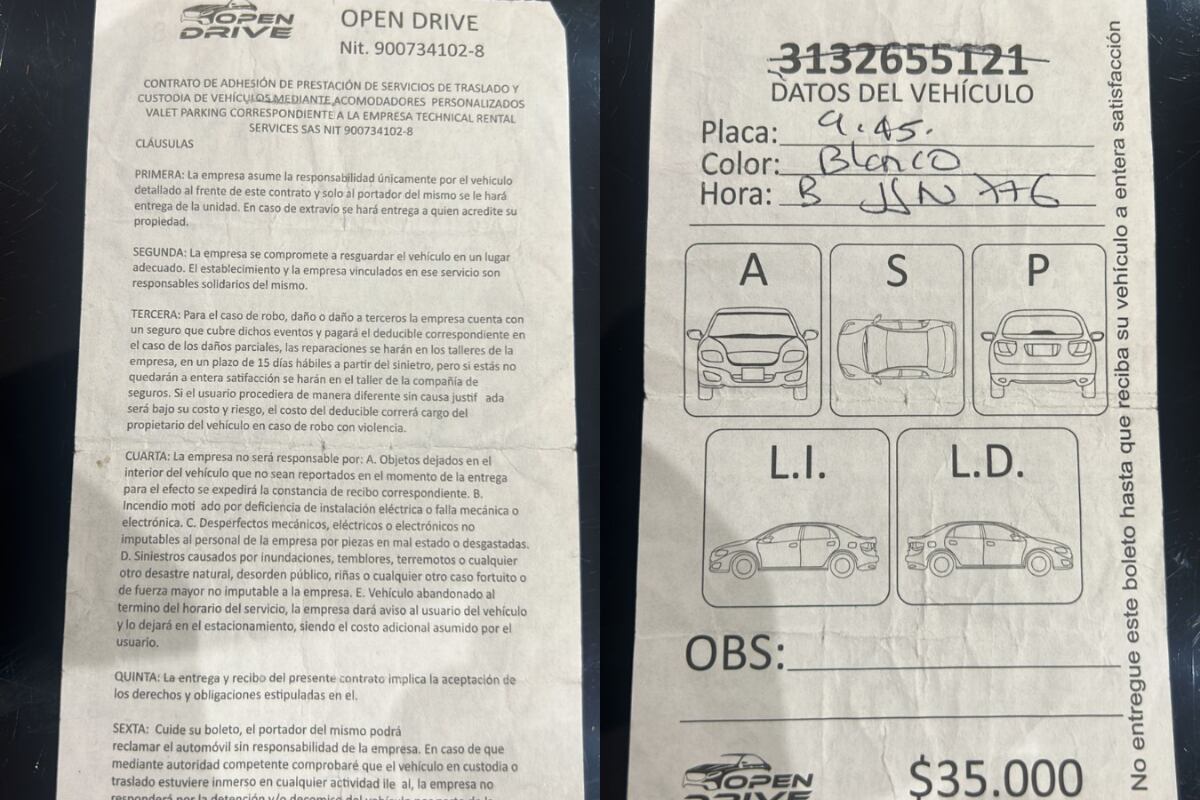 OPEN
DRIVE
OPEN DRIVE
Nit. 900734102-8
CONTRATO DE ADHESIÓN DE PRESTACIÓN DE SERVICIOS DE TRASLADO Y
CUSTODIA DE VEHÍCULOS MEDIANTE ACOMODADORES PERSONALIZADOS
VALET PARKING CORRESPONDIENTE A LA EMPRESA TECHNICAL RENTAL
SERVICES SAS NIT 900734102-8
CLÁUSULAS
PRIMERA: La empresa asume la responsabilidad únicamente por el vehiculo
detallado al frente de este contrato y solo al portador del mismo se le hará
entrega de la unidad. En caso de extravío se hará entrega a quien acredite su
propiedad.
SEGUNDA: La empresa se compromete a resguardar el vehículo en un lugar
adecuado. El establecimiento y la empresa vinculados en ese servicio son
responsables solidarios del mismo.
TERCERA: Para el caso de robo, daño o daño a terceros la empresa cuenta con
un seguro que cubre dichos eventos y pagará el deducible correspondiente en
el caso de los daños parciales, las reparaciones se harán en los talleres de la
empresa, en un plazo de 15 días hábiles a partir del sinietro, pero si estás no
quedarán a entera satifacción se harán en el taller de la compañía de
seguros. Si el usuario procediera de manera diferente sin causa justif ada
será bajo su costo y riesgo, el costo del deducible correrá cargo del
propietario del vehículo en caso de robo con violencia.
CUARTA: La empresa no será responsable por: A. Objetos dejados en el
interior del vehículo que no sean reportados en el momento de la entrega
para el efecto se expedirá la constancia de recibo correspondiente. B.
Incendio moti ado por deficiencia de instalación eléctrica o falla mecánica o
electrónica. C. Desperfectos mecánicos, eléctricos o electrónicos no
imputables al personal de la empresa por piezas en mal estado o desgastadas.
D. Siniestros causados por inundaciones, temblores, terremotos o cualquier
otro desastre natural, desorden público, riñas o cualquier otro caso fortuito o
de fuerza mayor no imputable a la empresa. E. Vehículo abandonado al
termino del horario del servicio, la empresa dará aviso al usuario del vehículo
y lo dejará en el estacionamiento, siendo el costo adicional asumido por el
usuario.
QUINTA: La entrega y recibo del presente contrato implica la aceptación de
los derechos y obligaciones estipuladas en el.
SEXTA: Cuide su boleto, el portador del mismo podrá
reclamar el automóvil sin responsabilidad de la empresa. En caso de que
mediante autoridad competente comprobaré que el vehículo en custodia o
traslado estuviere inmerso en cualquier actividad ile al, la empresa no
responderá por la detención y/o decomiso del vehículo
3132655121
DATOS DEL VEHÍCULO
Placa: 9:45.
Color: Blanco
Hora: B JJN 776
A
S
P
L.I.
L.D.
OBS:
OPEN
DRIVE
$35.000
No entregue este boleto hasta que reciba su vehículo a entera satisfacción